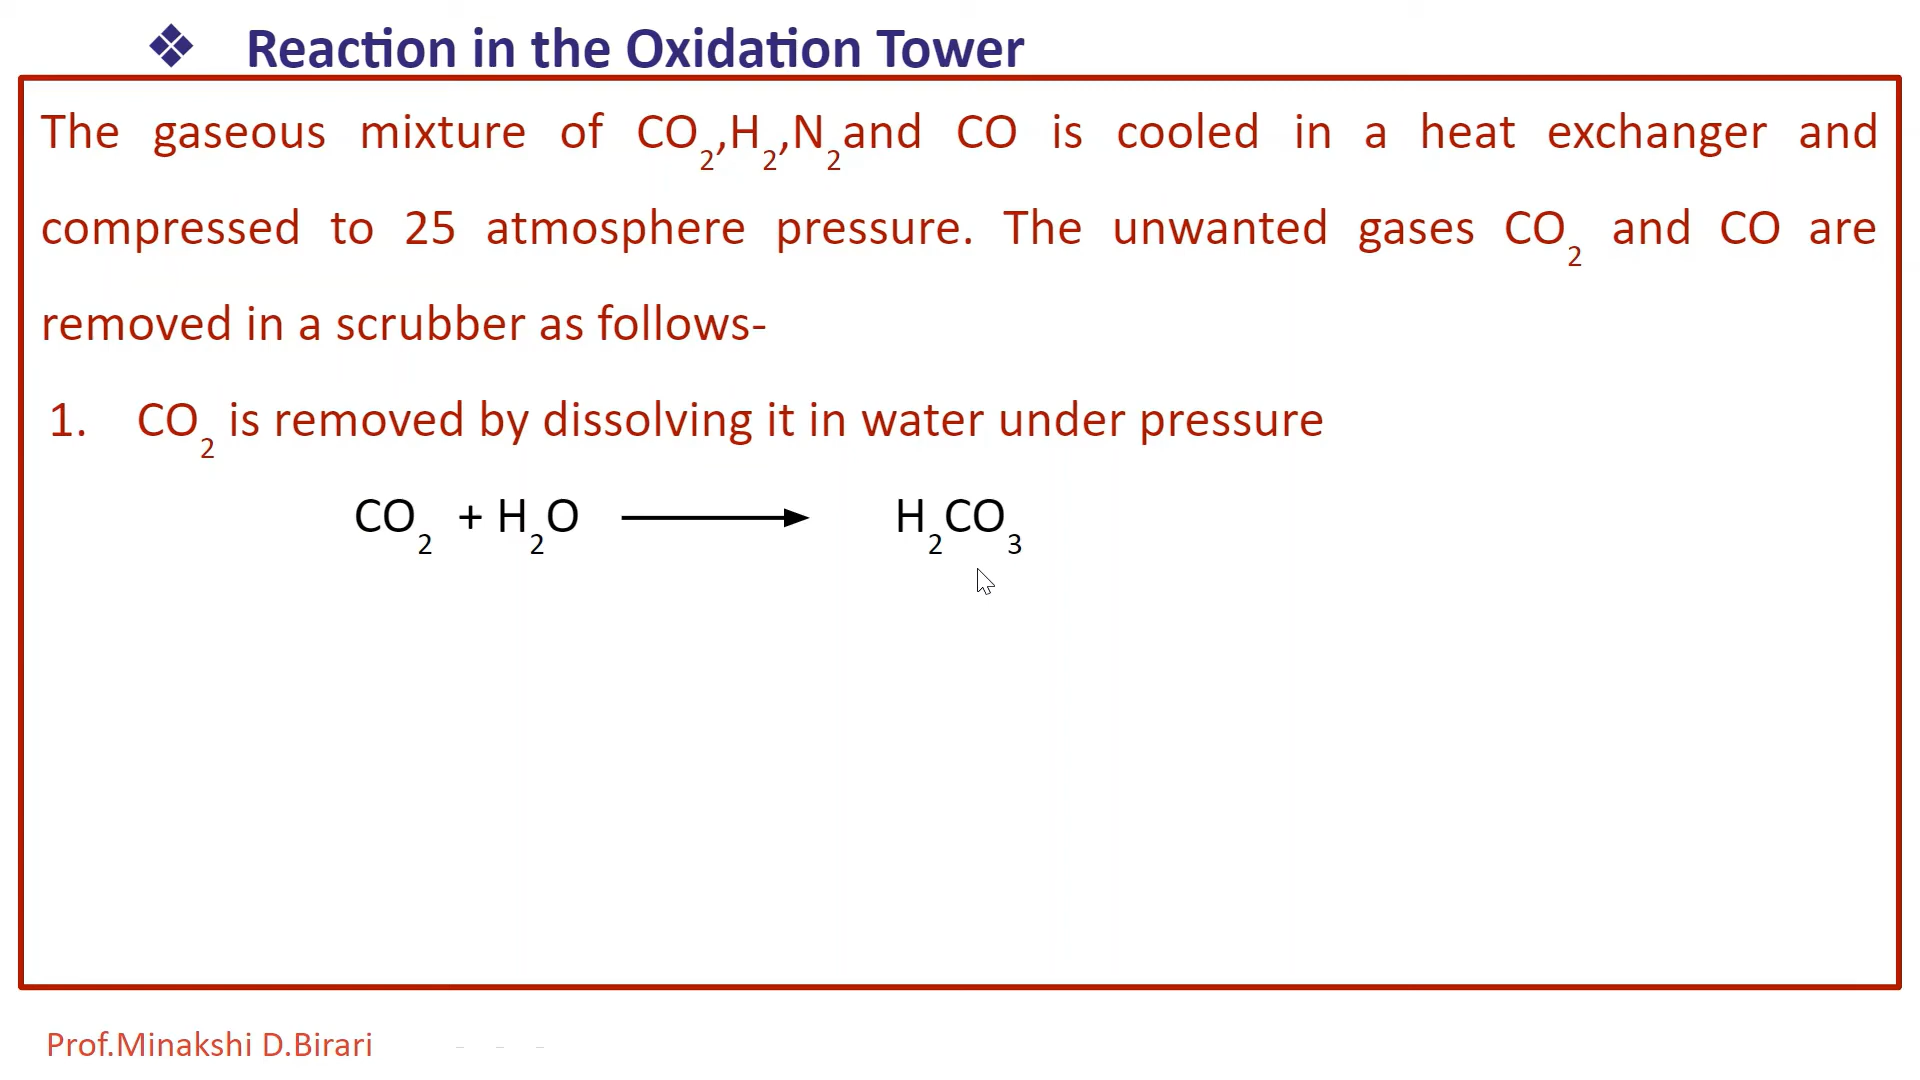 ❖ Reaction in the Oxidation Tower
The gaseous mixture of CO₂,H₂,N₂and CO is cooled in a heat exchanger and
compressed to 25 atmosphere pressure. The unwanted gases CO₂ and CO are
removed in a scrubber as follows-
1. CO₂ is removed by dissolving it in water under pressure
CO₂ + H₂O ⟶ H₂CO₃
Prof.Minakshi D.Birari